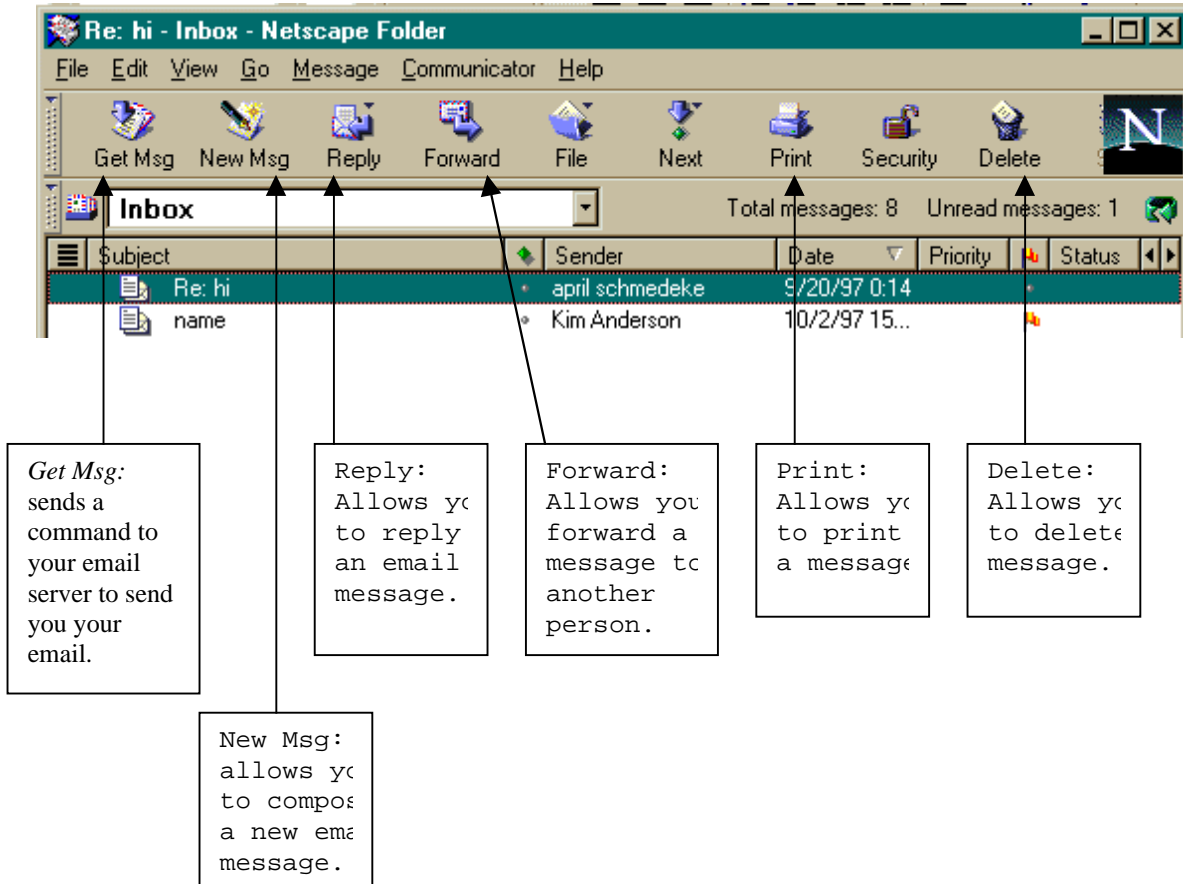 Re: hi - Inbox - Netscape Folder
File Edit View Go Message Communicator Help
Get Msg New Msg Reply Forward File Next Print Security Delete
N
Inbox Total messages: 8 Unread messages: 1
Subject Sender Date Priority Status
Re: hi april schmedeke 9/20/97 0:14
name Kim Anderson 10/2/97 15...
Get Msg:
sends a
command to
your email
server to send
you your
email.
Reply:
Allows yo
to reply
an email
message.
Forward:
Allows you
forward a
message to
another
person.
Print:
Allows yo
to print
a message
Delete:
Allows yo
to delete
message.
New Msg:
allows yo
to compos
a new ema
message.